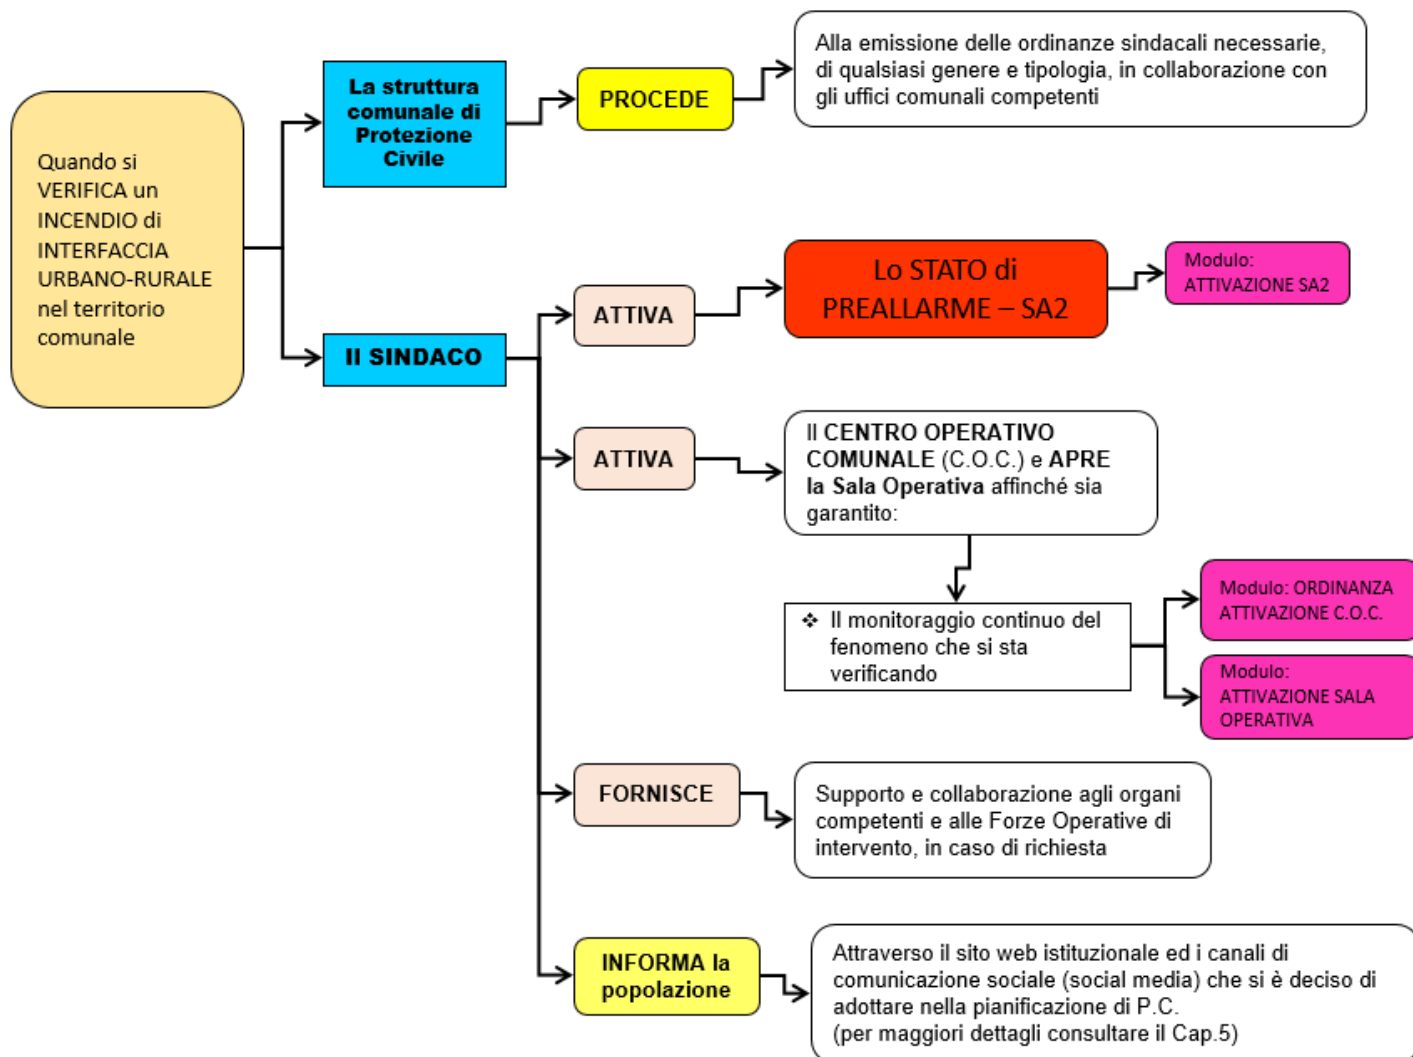 Quando si
VERIFICA un
INCENDIO di
INTERFACCIA
URBANO-RURALE
nel territorio
comunale
La struttura
comunale di
Protezione
Civile
PROCEDE
Alla emissione delle ordinanze sindacali necessarie,
di qualsiasi genere e tipologia, in collaborazione con
gli uffici comunali competenti
Il SINDACO
ATTIVA
Lo STATO di
PREALLARME – SA2
Modulo:
ATTIVAZIONE SA2
ATTIVA
Il CENTRO OPERATIVO
COMUNALE (C.O.C.) e APRE
la Sala Operativa affinché sia
garantito:
❖ Il monitoraggio continuo del
fenomeno che si sta
verificando
Modulo: ORDINANZA
ATTIVAZIONE C.O.C.
Modulo:
ATTIVAZIONE SALA
OPERATIVA
FORNISCE
Supporto e collaborazione agli organi
competenti e alle Forze Operative di
intervento, in caso di richiesta
INFORMA la
popolazione
Attraverso il sito web istituzionale ed i canali di
comunicazione sociale (social media) che si è deciso di
adottare nella pianificazione di P.C.
(per maggiori dettagli consultare il Cap.5)